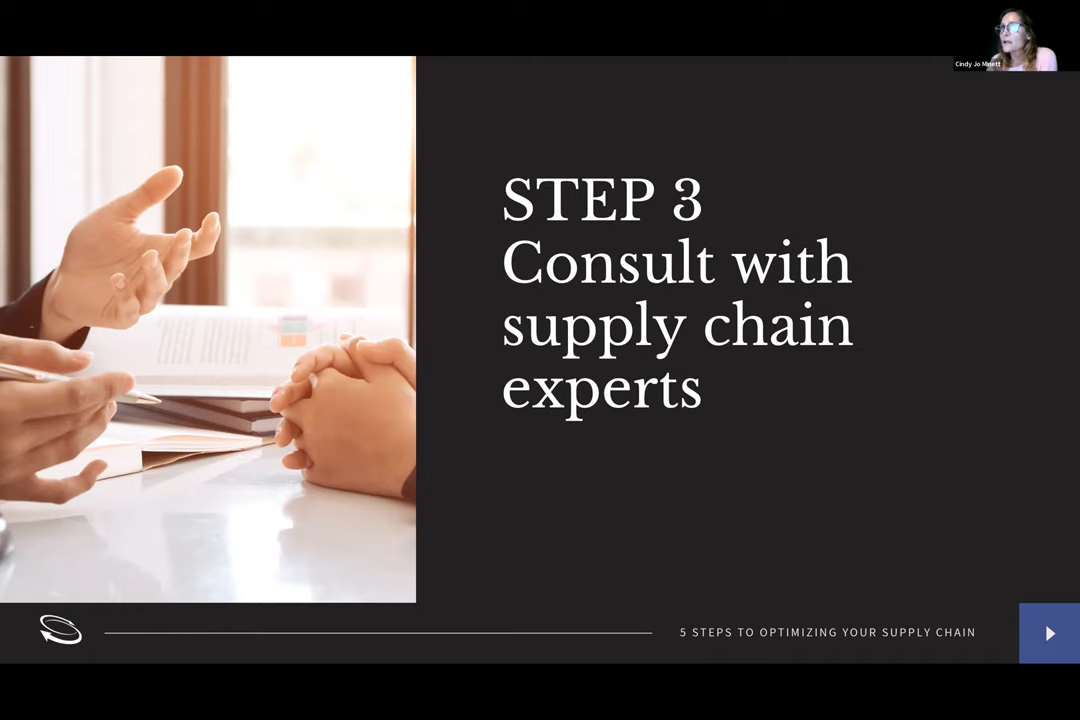 Cindy Jo Minett
STEP 3
Consult with
supply chain
experts
5 STEPS TO OPTIMIZING YOUR SUPPLY CHAIN